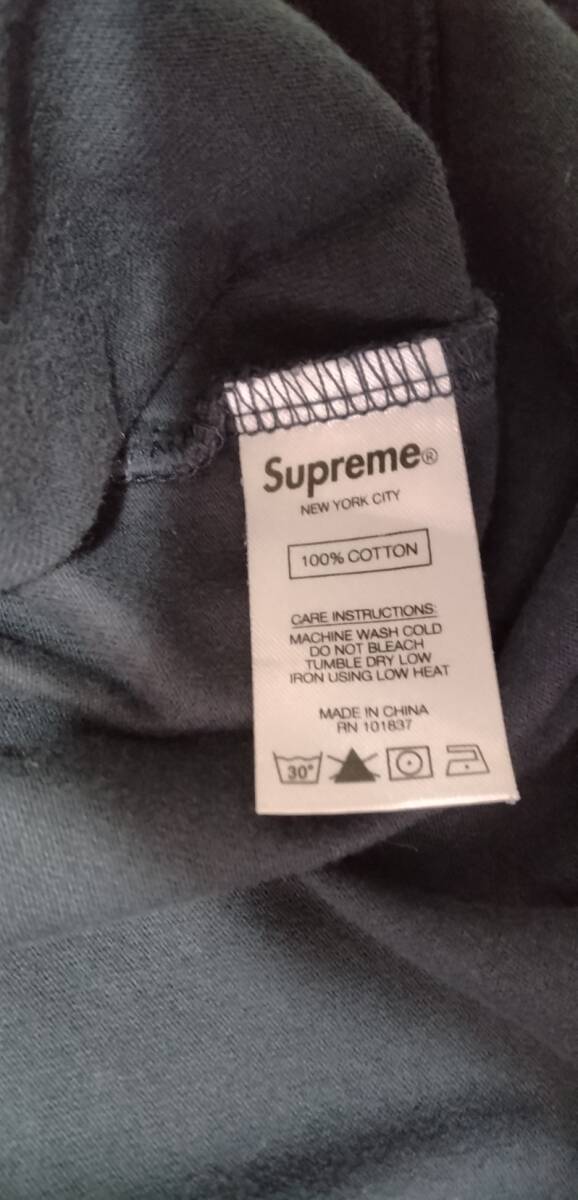 Supreme®
NEW YORK CITY
100% COTTON
CARE INSTRUCTIONS:
MACHINE WASH COLD
DO NOT BLEACH
TUMBLE DRY LOW
IRON USING LOW HEAT
MADE IN CHINA
RN 101837
30°